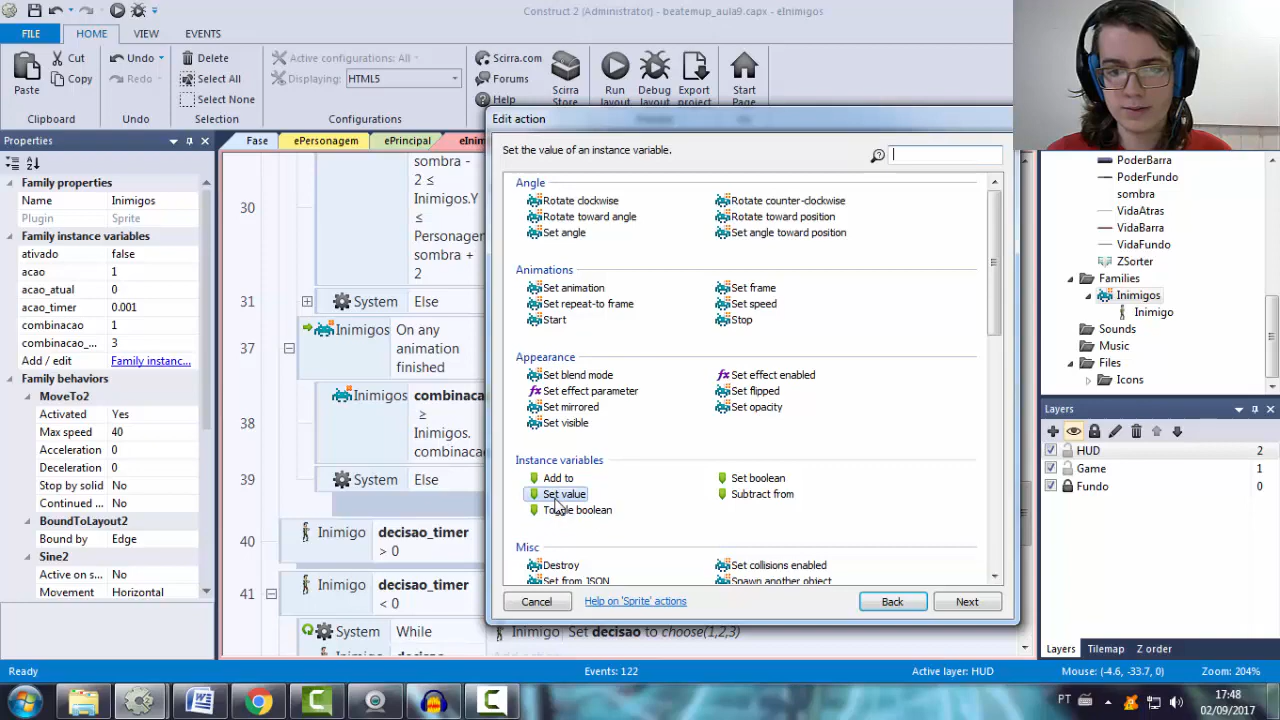 Construct 2 (Administrator) - beatemup_aula9.capx - eInimigos
FILE
HOME
VIEW
EVENTS
Paste
Cut
Copy
Clipboard
Undo
Redo
Undo
Delete
Select All
Select None
Selection
Active configurations: All
Displaying:
HTML5
Configurations
Scirra.com
Forums
Help
Scirra
Store
Run
layout
Debug
layout
Export
project
Start
Page
Properties
Family properties
Name
Inimigos
Plugin
Sprite
Family instance variables
ativado
false
acao
1
acao_atual
0
acao_timer
0.001
combinacao
1
combinacao_...
3
Add / edit
Family instanc...
Family behaviors
MoveTo2
Activated
Yes
Max speed
40
Acceleration
0
Deceleration
0
Stop by solid
No
Continued ...
No
BoundToLayout2
Bound by
Edge
Sine2
Active on s...
No
Movement
Horizontal
Fase
ePersonagem
ePrincipal
eInim
30
sombra -
2 ≤
Inimigos.Y
≤
Personagem
sombra +
2
31
System
Else
37
Inimigos
On any
animation
finished
38
Inimigos
combinaca
≥
Inimigos.
combinaca
39
System
Else
40
Inimigo
decisao_timer
> 0
41
Inimigo
decisao_timer
< 0
System
While
Inimigo
Set decisao to choose(1,2,3)
Edit action
Set the value of an instance variable.
Angle
Rotate clockwise
Rotate counter-clockwise
Rotate toward angle
Rotate toward position
Set angle
Set angle toward position
Animations
Set animation
Set frame
Set repeat-to frame
Set speed
Start
Stop
Appearance
Set blend mode
Set effect enabled
Set effect parameter
Set flipped
Set mirrored
Set opacity
Set visible
Instance variables
Add to
Set boolean
Set value
Subtract from
Toggle boolean
Misc
Destroy
Set collisions enabled
Set from JSON
Spawn another object
Cancel
Help on 'Sprite' actions
Back
Next
PoderBarra
PoderFundo
sombra
VidaAtras
VidaBarra
VidaFundo
ZSorter
Families
Inimigos
Inimigo
Sounds
Music
Files
Icons
Layers
HUD
2
Game
1
Fundo
0
Layers
Tilemap
Z order
Ready
Events: 122
Active layer: HUD
Mouse: (-4.6, -33.7, 0)
Zoom: 204%
PT
17:48
02/09/2017